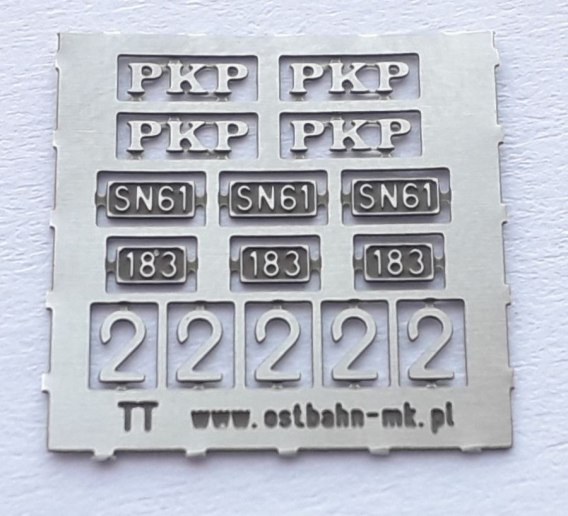 PKP PKP
PKP PKP
SN61 SN61 SN61
183 183 183
2 2 2 2 2
TT www.ostbahn-mk.pl